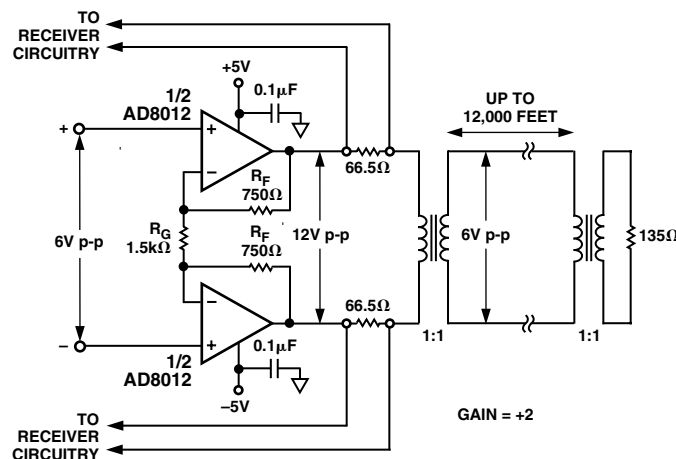 TO
RECEIVER
CIRCUITRY
+5V
0.1µF
1/2
AD8012
UP TO
12,000 FEET
+
+
–
66.5Ω
R_F
750Ω
R_G
1.5kΩ
6V p-p
12V p-p
6V p-p
135Ω
R_F
750Ω
–
+
–
66.5Ω
1:1
1:1
1/2
AD8012
0.1µF
–5V
GAIN = +2
TO
RECEIVER
CIRCUITRY